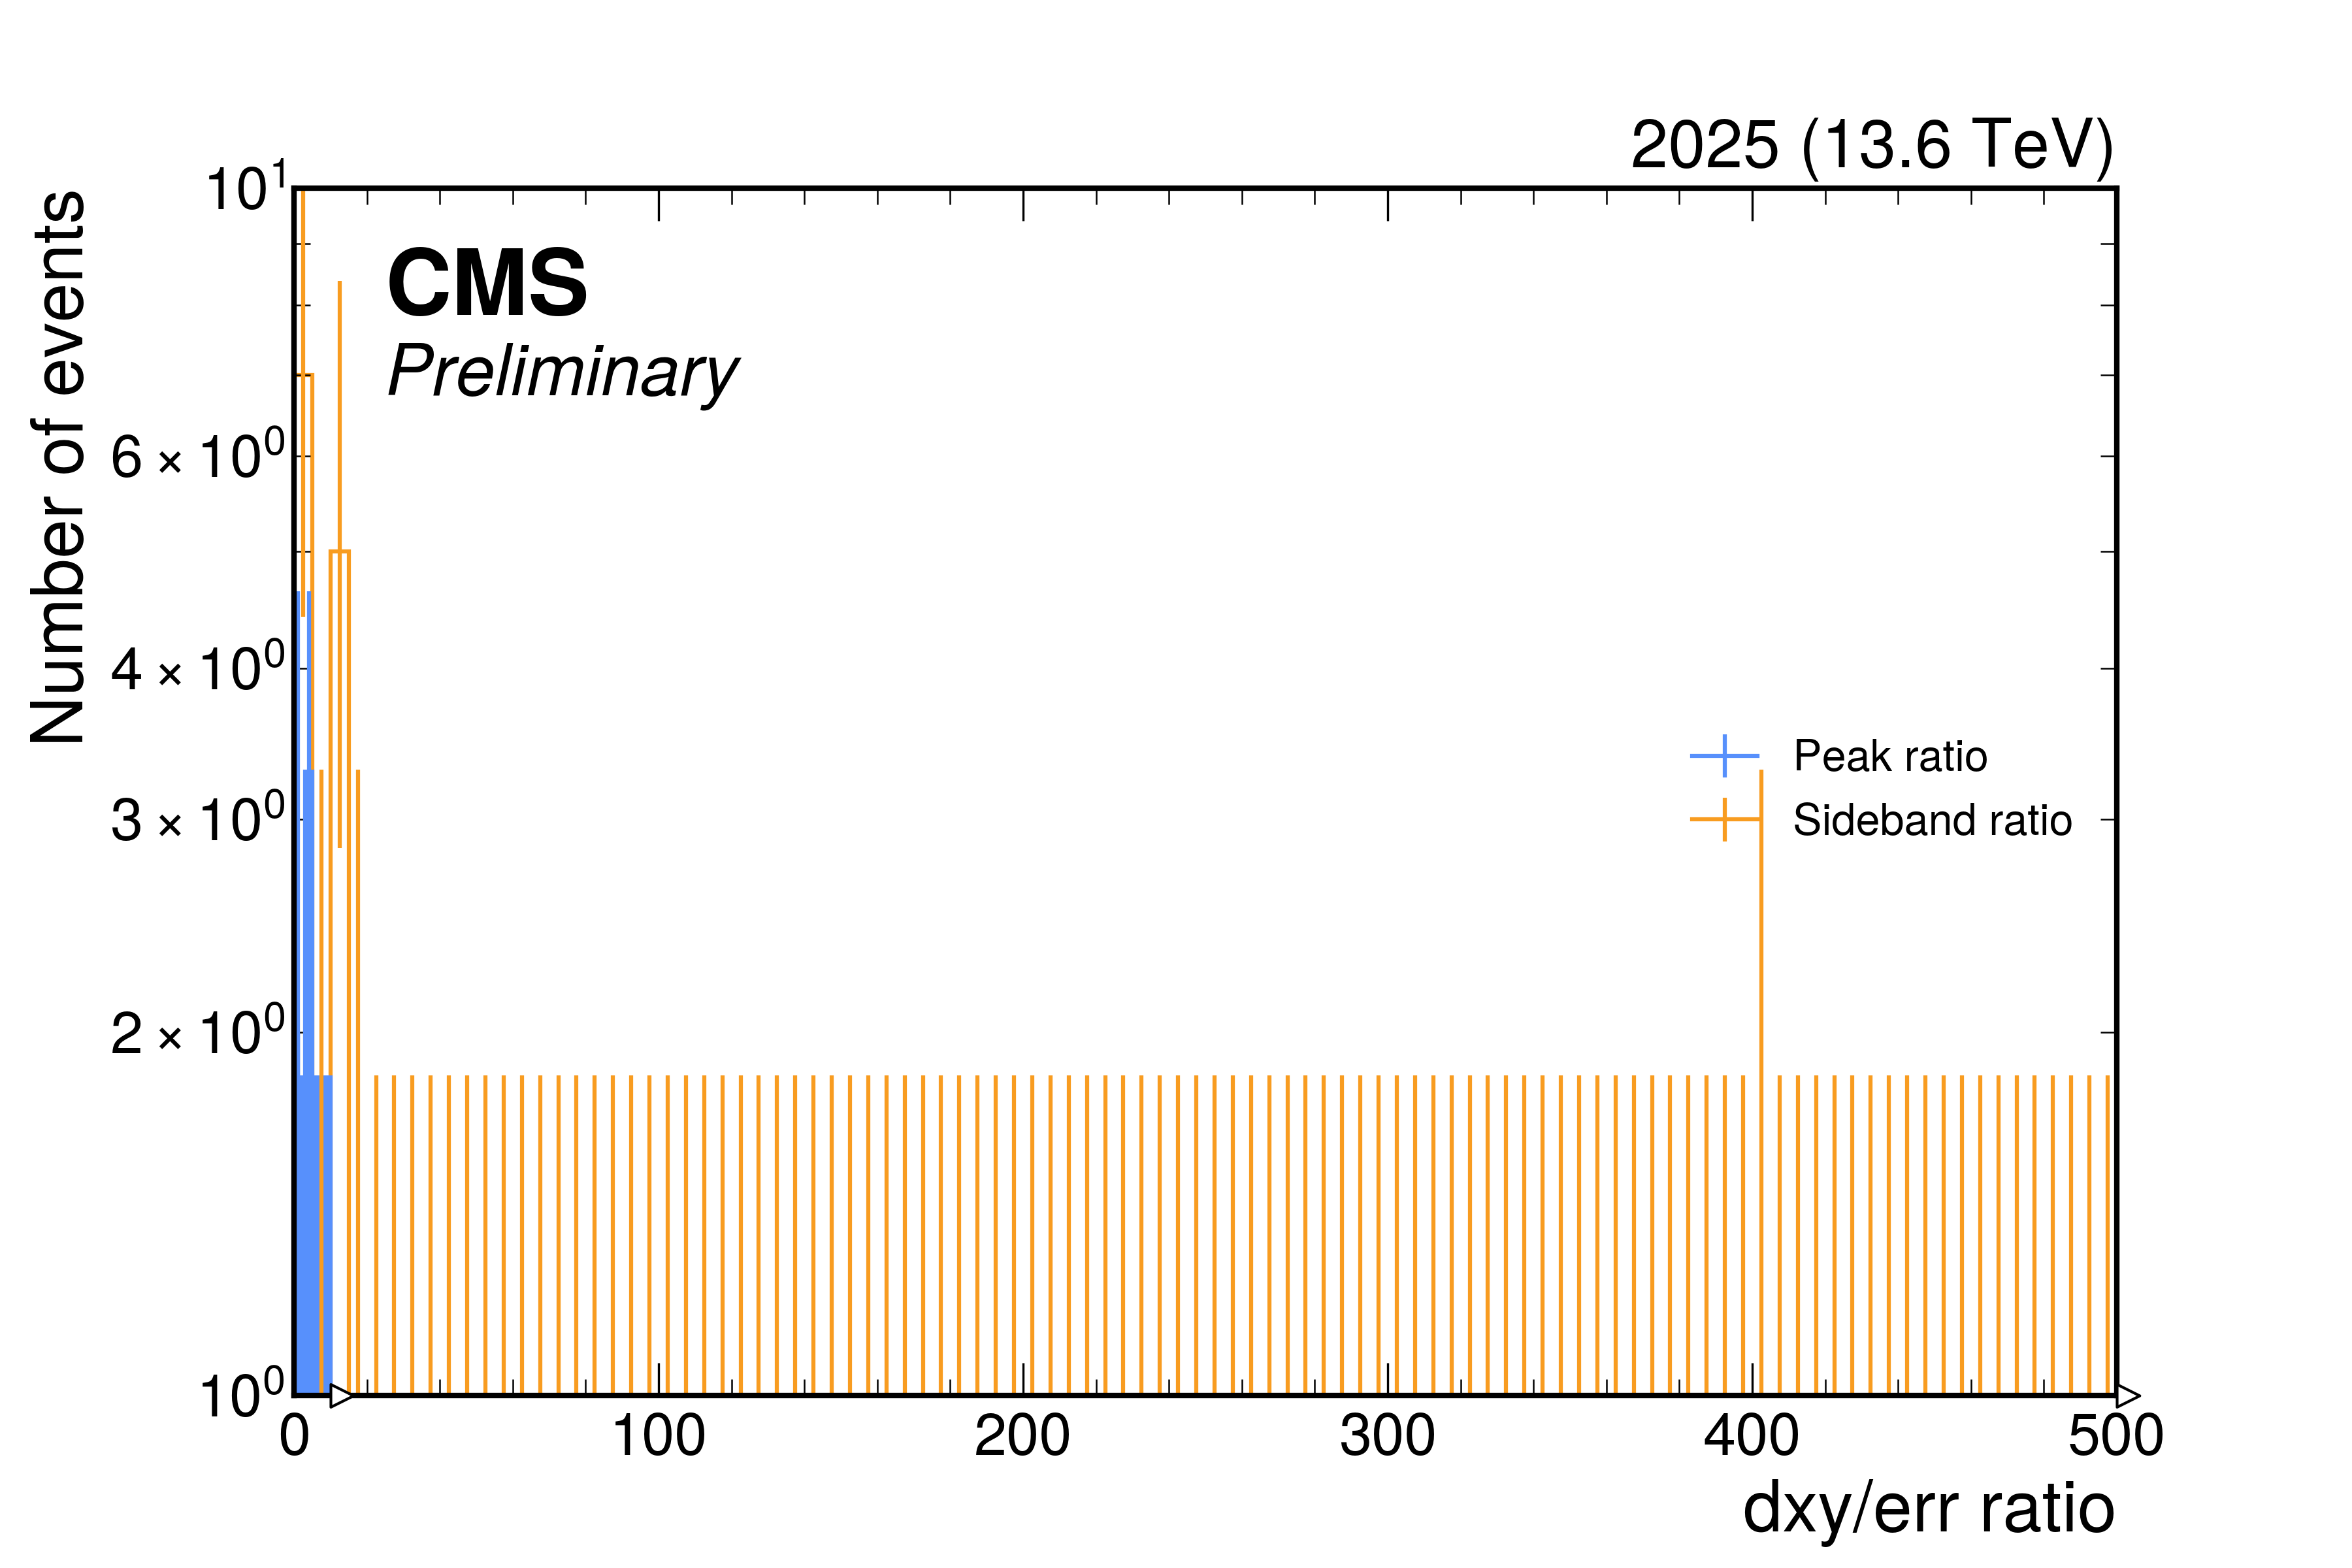 2025 (13.6 TeV)
Number of events
CMS
Preliminary
10¹
6 × 10⁰
4 × 10⁰
3 × 10⁰
2 × 10⁰
10⁰
Peak ratio
Sideband ratio
0 100 200 300 400 500
dxy/err ratio